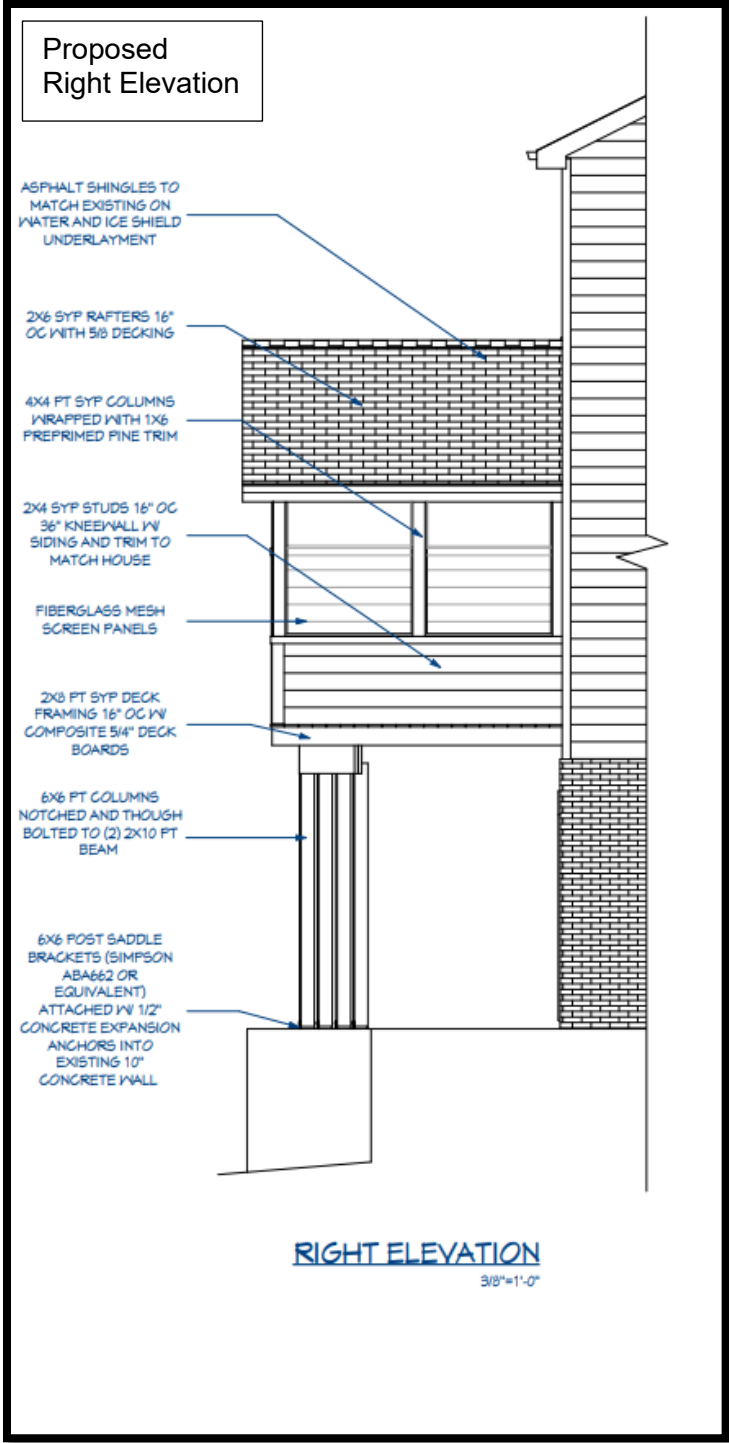 Proposed
Right Elevation
ASPHALT SHINGLES TO
MATCH EXISTING ON
WATER AND ICE SHIELD
UNDERLAYMENT
2X6 SYP RAFTERS 16"
OC WITH 5/8 DECKING
4X4 PT SYP COLUMNS
WRAPPED WITH 1X6
PREPRIMED PINE TRIM
2X4 SYP STUDS 16" OC
36" KNEEWALL W/
SIDING AND TRIM TO
MATCH HOUSE
FIBERGLASS MESH
SCREEN PANELS
2X8 PT SYP DECK
FRAMING 16" OC W/
COMPOSITE 5/4" DECK
BOARDS
6X6 PT COLUMNS
NOTCHED AND THOUGH
BOLTED TO (2) 2X10 PT
BEAM
6X6 POST SADDLE
BRACKETS (SIMPSON
ABA662 OR
EQUIVALENT)
ATTACHED W/ 1/2"
CONCRETE EXPANSION
ANCHORS INTO
EXISTING 10"
CONCRETE WALL
RIGHT ELEVATION
3/8"=1'-0"